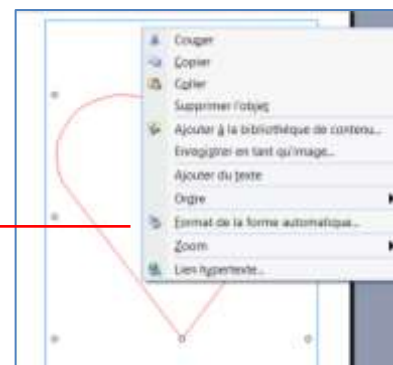 Couper
Copier
Coller
Supprimer l'objet
Ajouter à la bibliothèque de contenu...
Enregistrer en tant qu'image...
Ajouter du texte
Ordre
Format de la forme automatique...
Zoom
Lien hypertexte...